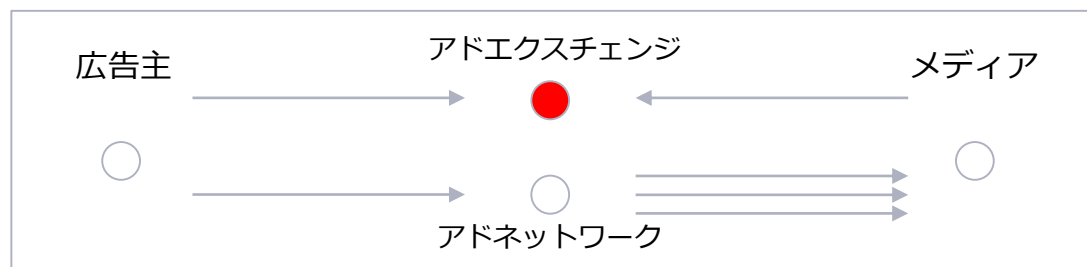 アドエクスチェンジ
広告主
メディア
アドネットワーク